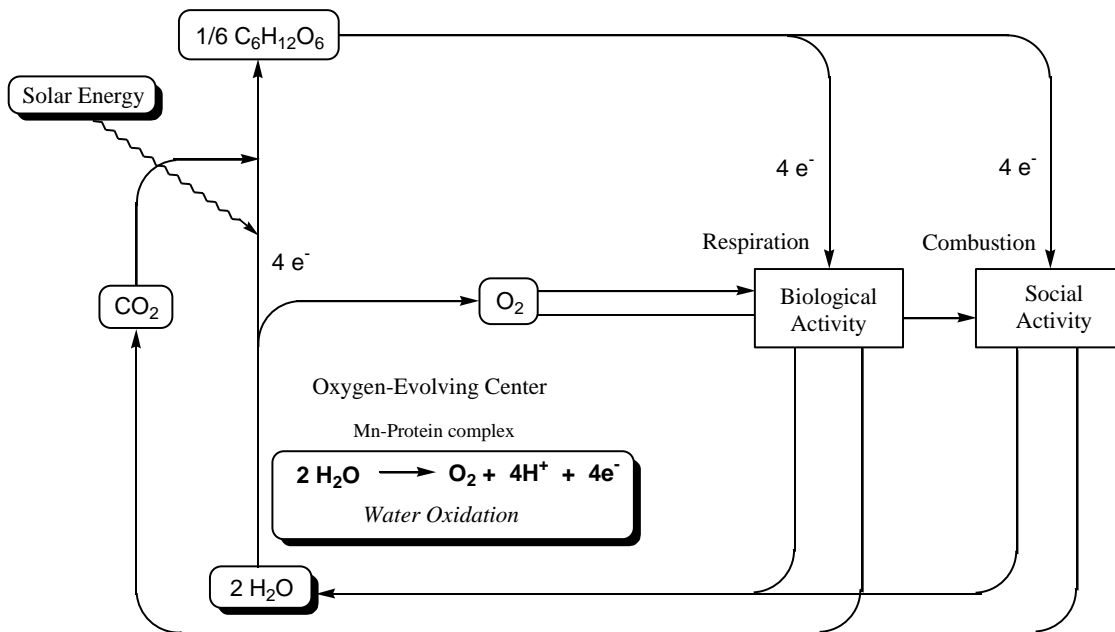 1/6 C₆H₁₂O₆
Solar Energy
4 e⁻
4 e⁻
Respiration
Combustion
4 e⁻
CO₂
O₂
Biological
Activity
Social
Activity
Oxygen-Evolving Center
Mn-Protein complex
2 H₂O → O₂ + 4H⁺ + 4e⁻
Water Oxidation
2 H₂O